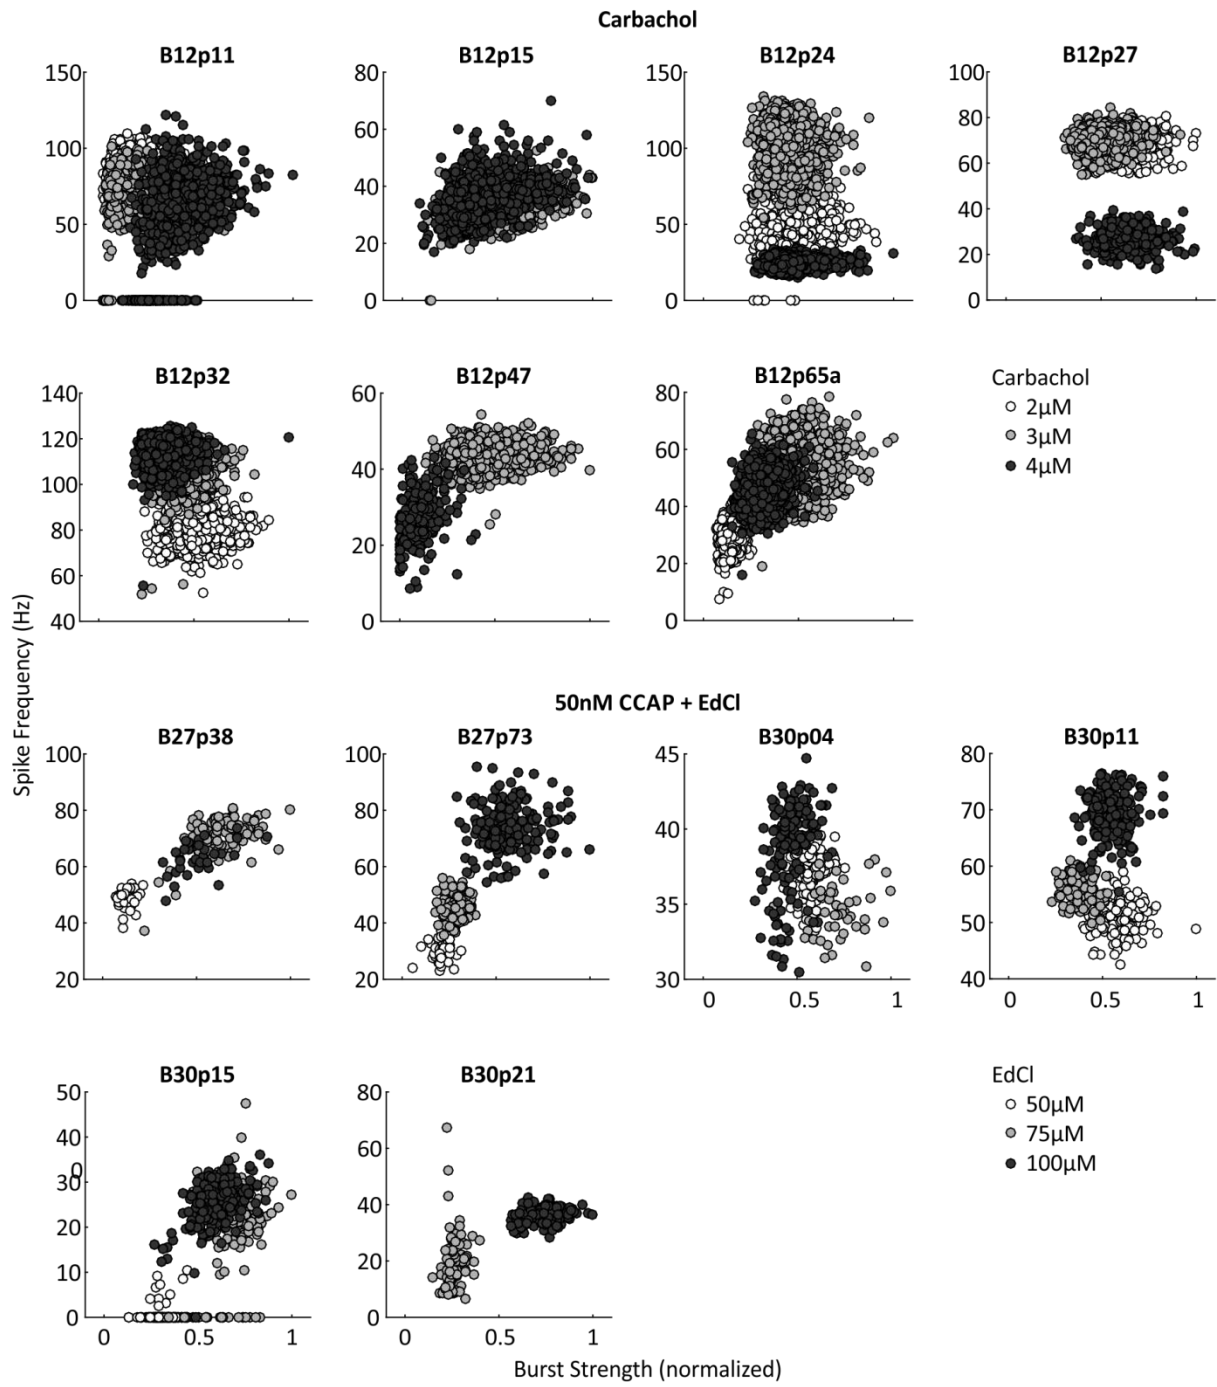 Carbachol
B12p11 B12p15 B12p24 B12p27
150 80 150 100
100 60 100 80
60
50 40 50 40
20 20
0 0 0 0
B12p32 B12p47 B12p65a
140 60 80
120 60
100 40 40
80 20 20
60
40 0 0
Carbachol
2µM
3µM
4µM
Spike Frequency (Hz)
50nM CCAP + EdCl
B27p38 B27p73 B30p04 B30p11
100 100 45 80
80 80 40 70
60 60 60
40 40 35 50
20 20 30 40
0 0.5 1 0 0.5 1
B30p15 B30p21
50 80
40 60
0
30 40
20
10 20
0 0
0 0.5 1 0 0.5 1
EdCl
50µM
75µM
100µM
Burst Strength (normalized)